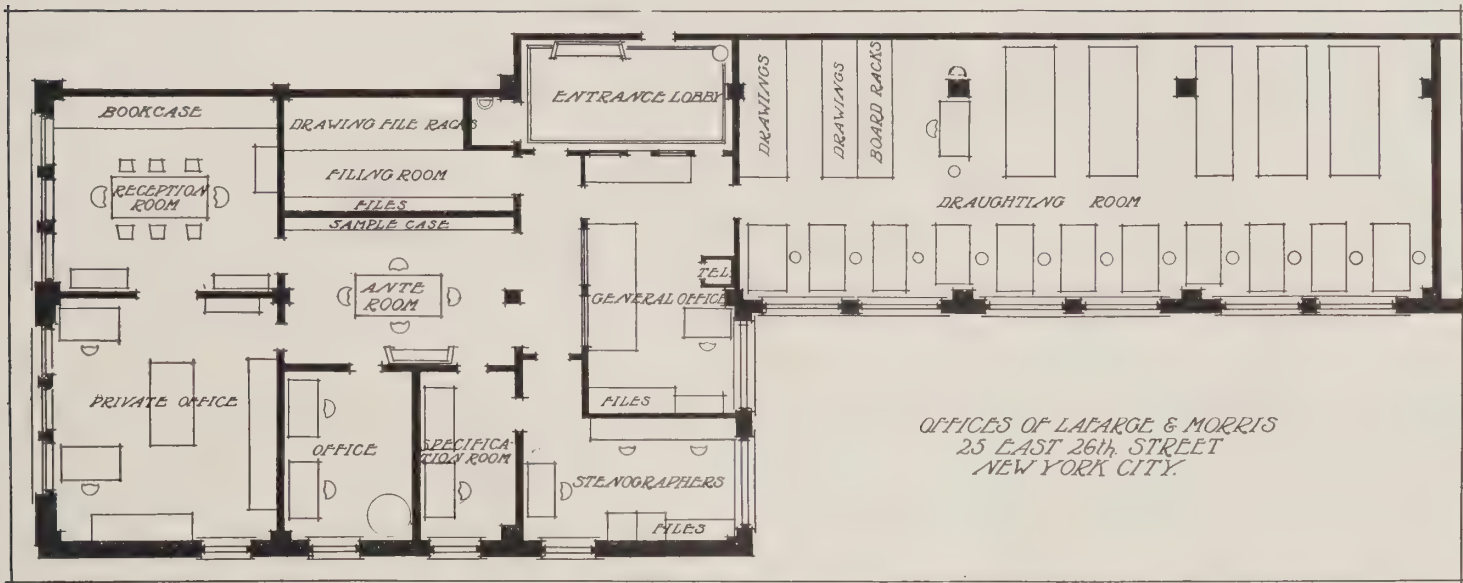 BOOKCASE
DRAWING FILE RACKS
ENTRANCE LOBBY
DRAWINGS
DRAWINGS
BOARD RACKS
FILING ROOM
RECEPTION
ROOM
FILES
SAMPLE CASE
DRAUGHTING ROOM
ANTE
ROOM
TEL.
GENERAL OFFICE
PRIVATE OFFICE
FILES
OFFICE
SPECIFICA-
TION ROOM
STENOGRAPHERS
FILES
OFFICES OF LAFARGE & MORRIS
25 EAST 26th. STREET
NEW YORK CITY.